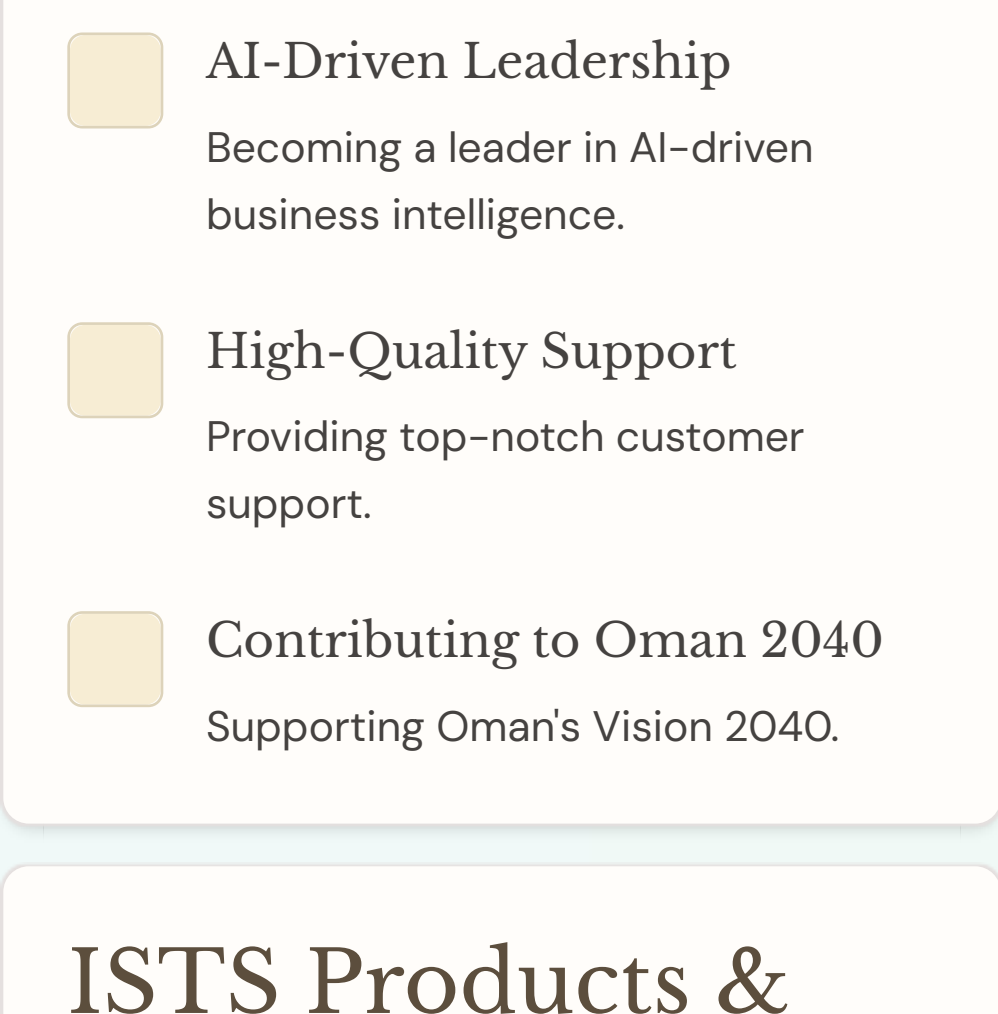 AI-Driven Leadership
Becoming a leader in AI-driven
business intelligence.
High-Quality Support
Providing top-notch customer
support.
Contributing to Oman 2040
Supporting Oman's Vision 2040.
ISTS Products &